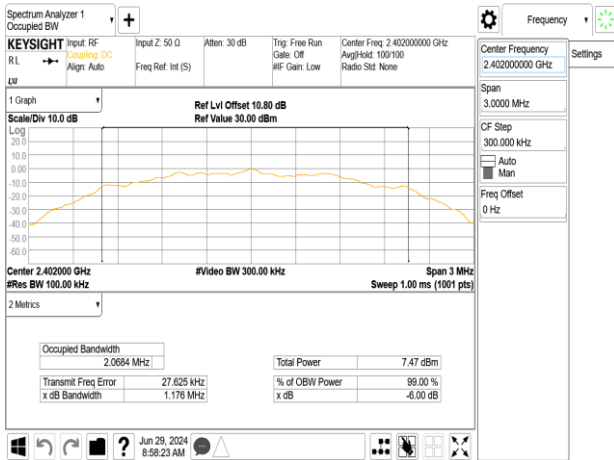 Spectrum Analyzer 1
Occupied BW
Frequency
KEYSIGHT
RL
Input: RF
Coupling: DC
Align: Auto
Input Z: 50 Ω
Freq Ref: Int (S)
Atten: 30 dB
Trig: Free Run
Gate: Off
#IF Gain: Low
Center Freq: 2.402000000 GHz
Avg|Hold: 100/100
Radio Std: None
LXI
1 Graph
Scale/Div 10.0 dB
Ref Lvl Offset 10.80 dB
Ref Value 30.00 dBm
Log
20.0
10.0
0.00
-10.0
-20.0
-30.0
-40.0
-50.0
-60.0
Center 2.402000 GHz
#Res BW 100.00 kHz
#Video BW 300.00 kHz
Span 3 MHz
Sweep 1.00 ms (1001 pts)
2 Metrics
Occupied Bandwidth
2.0684 MHz
Transmit Freq Error 27.625 kHz
x dB Bandwidth 1.176 MHz
Total Power 7.47 dBm
% of OBW Power 99.00 %
x dB -6.00 dB
Center Frequency
2.402000000 GHz
Settings
Span
3.0000 MHz
CF Step
300.000 kHz
Auto
Man
Freq Offset
0 Hz
Jun 29, 2024
8:58:23 AM